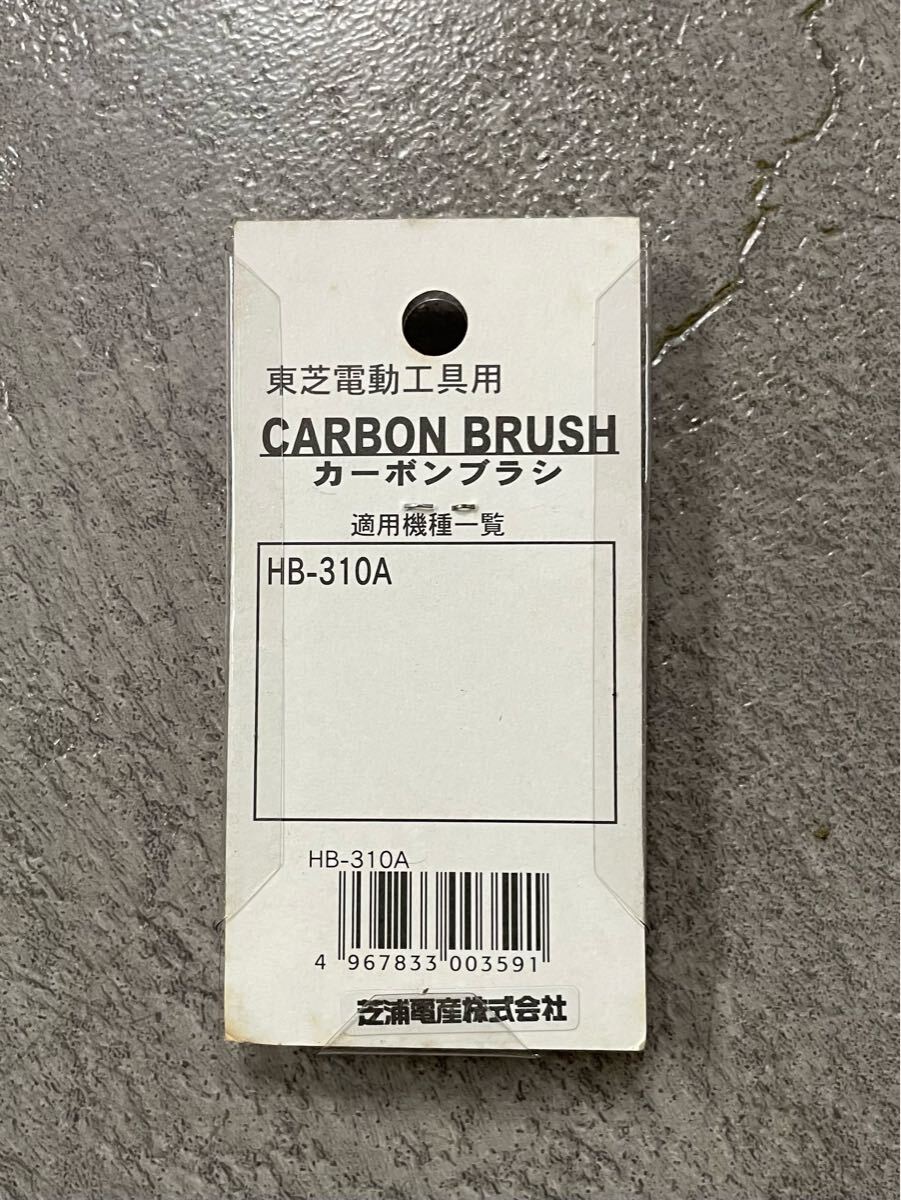 東芝電動工具用
CARBON BRUSH
カーボンブラシ
適用機種一覧
HB-310A
HB-310A
4 967833 003591
芝浦電産株式会社